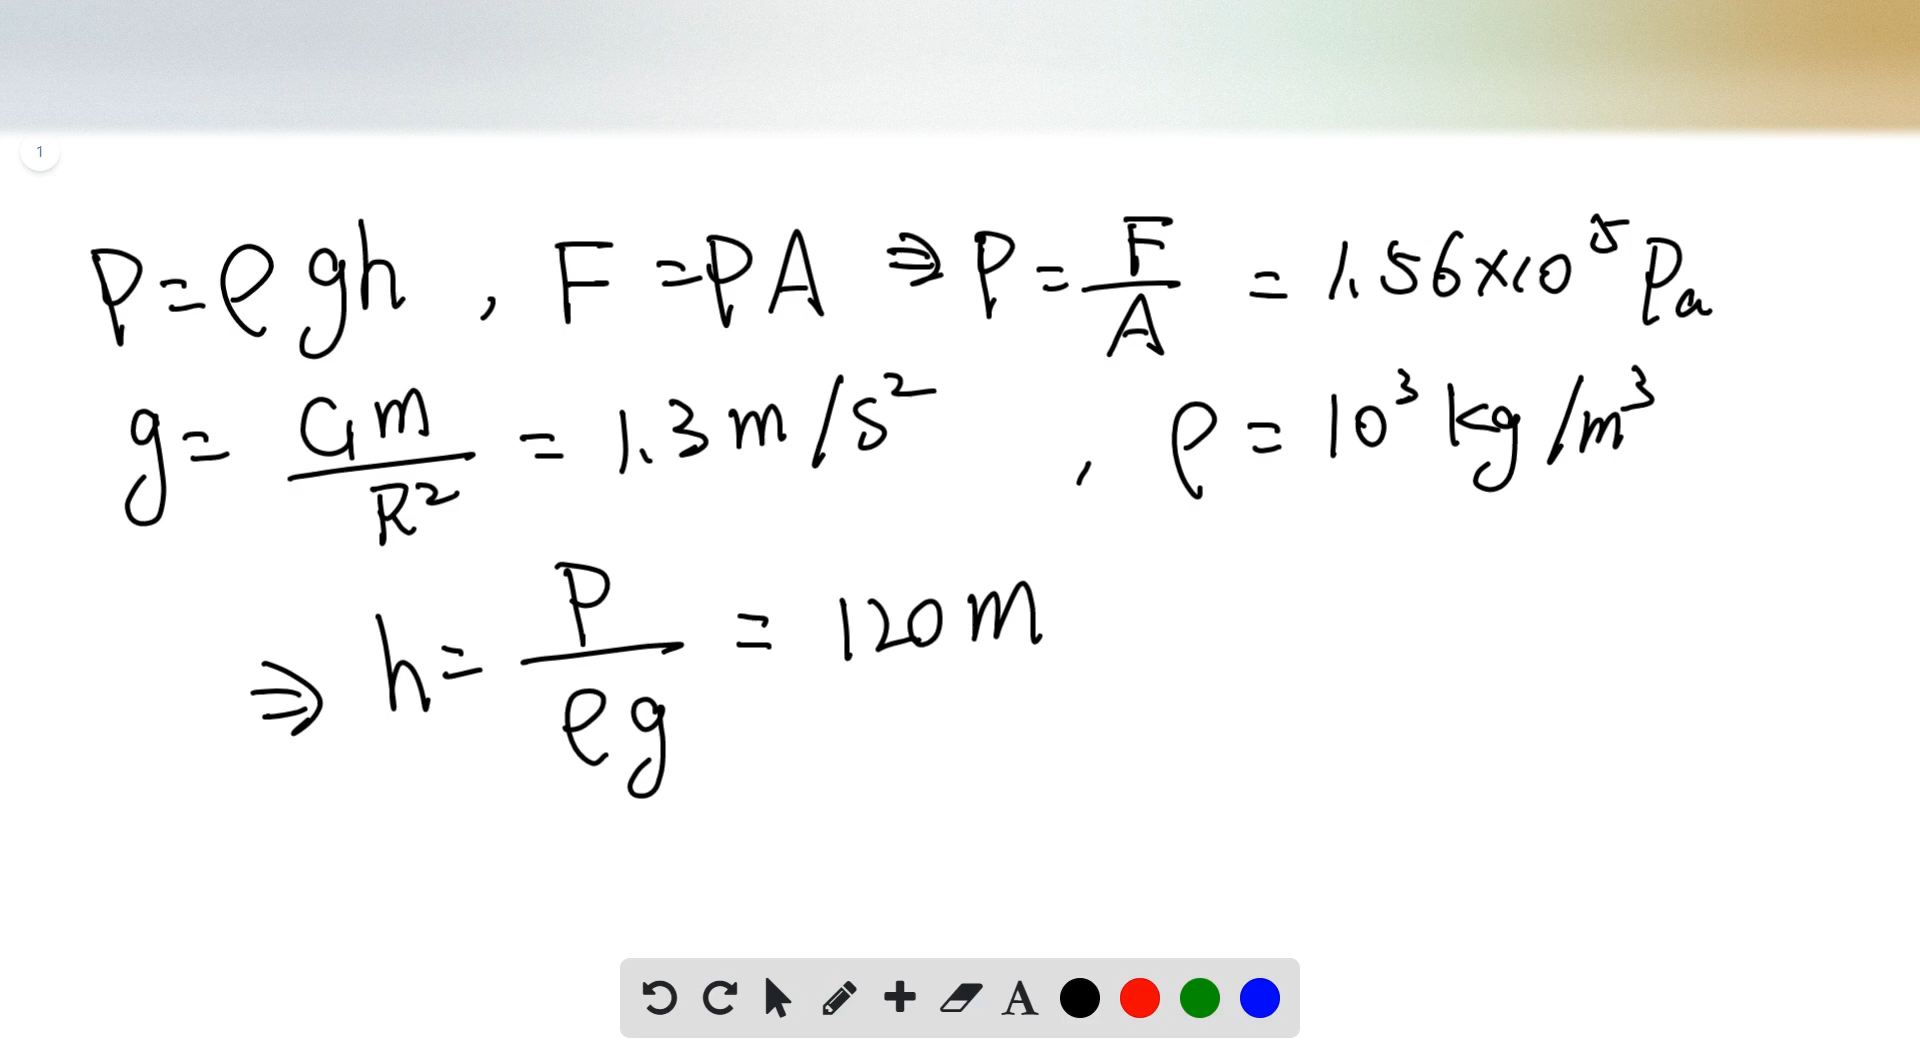 1
P = ρgh , F = PA ⇒ P = F/A = 1.56×10⁵ Pa
g = Gm/R² = 1.3 m/s² , ρ = 10³ kg/m³
⇒ h = P/ρg = 120 m
A